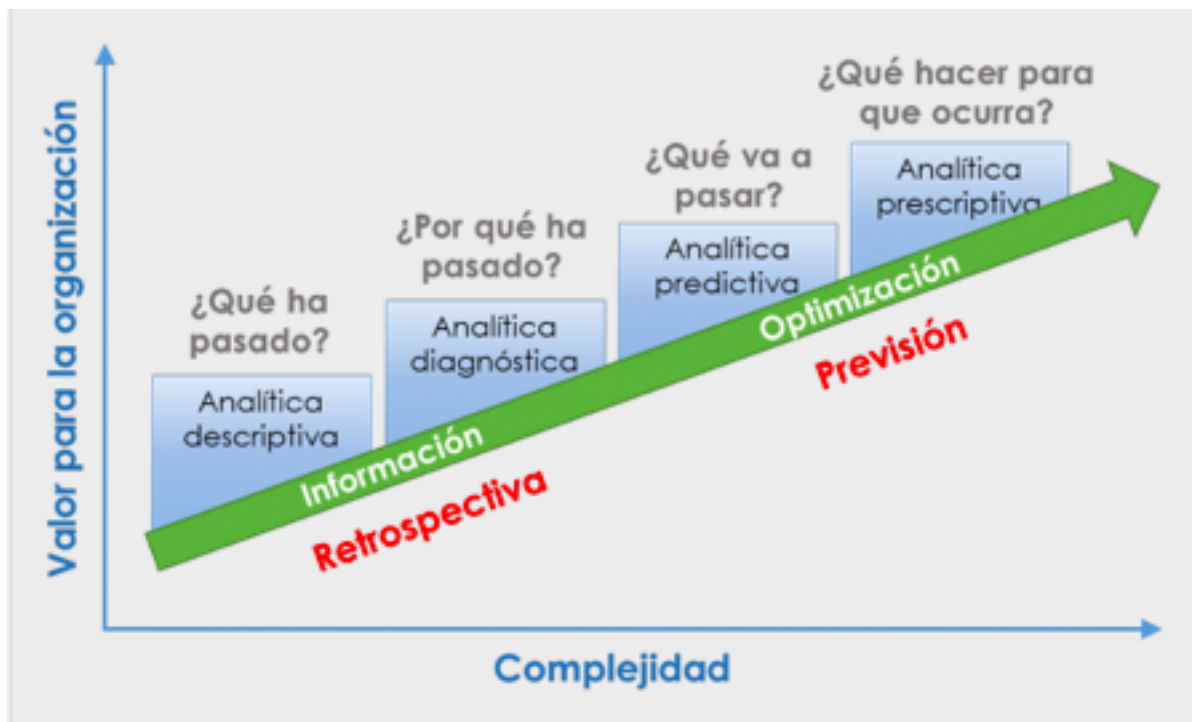 Valor para la organización
¿Qué ha
pasado?
Analítica
descriptiva
¿Por qué ha
pasado?
Analítica
diagnóstica
¿Qué va a
pasar?
Analítica
predictiva
¿Qué hacer para
que ocurra?
Analítica
prescriptiva
Información
Optimización
Retrospectiva
Previsión
Complejidad